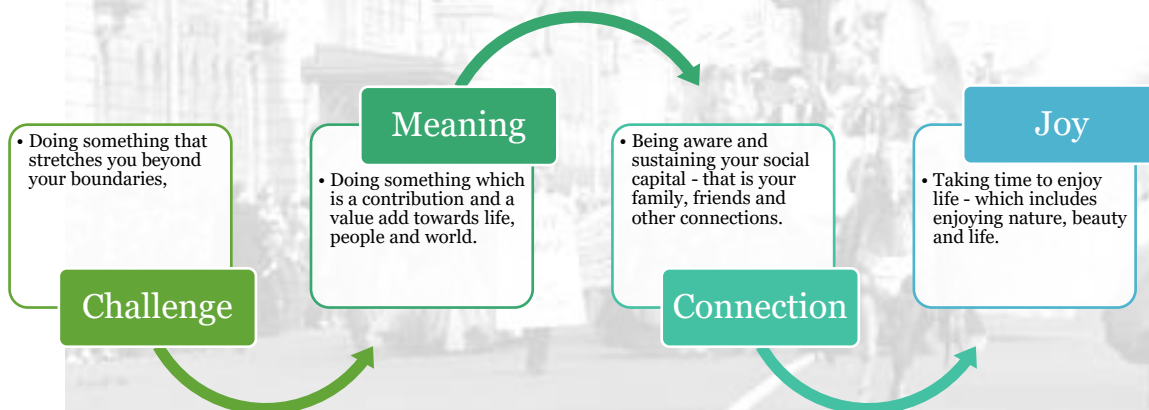 • Doing something that
stretches you beyond
your boundaries,
Challenge
Meaning
• Doing something which
is a contribution and a
value add towards life,
people and world.
• Being aware and
sustaining your social
capital - that is your
family, friends and
other connections.
Connection
Joy
• Taking time to enjoy
life - which includes
enjoying nature, beauty
and life.